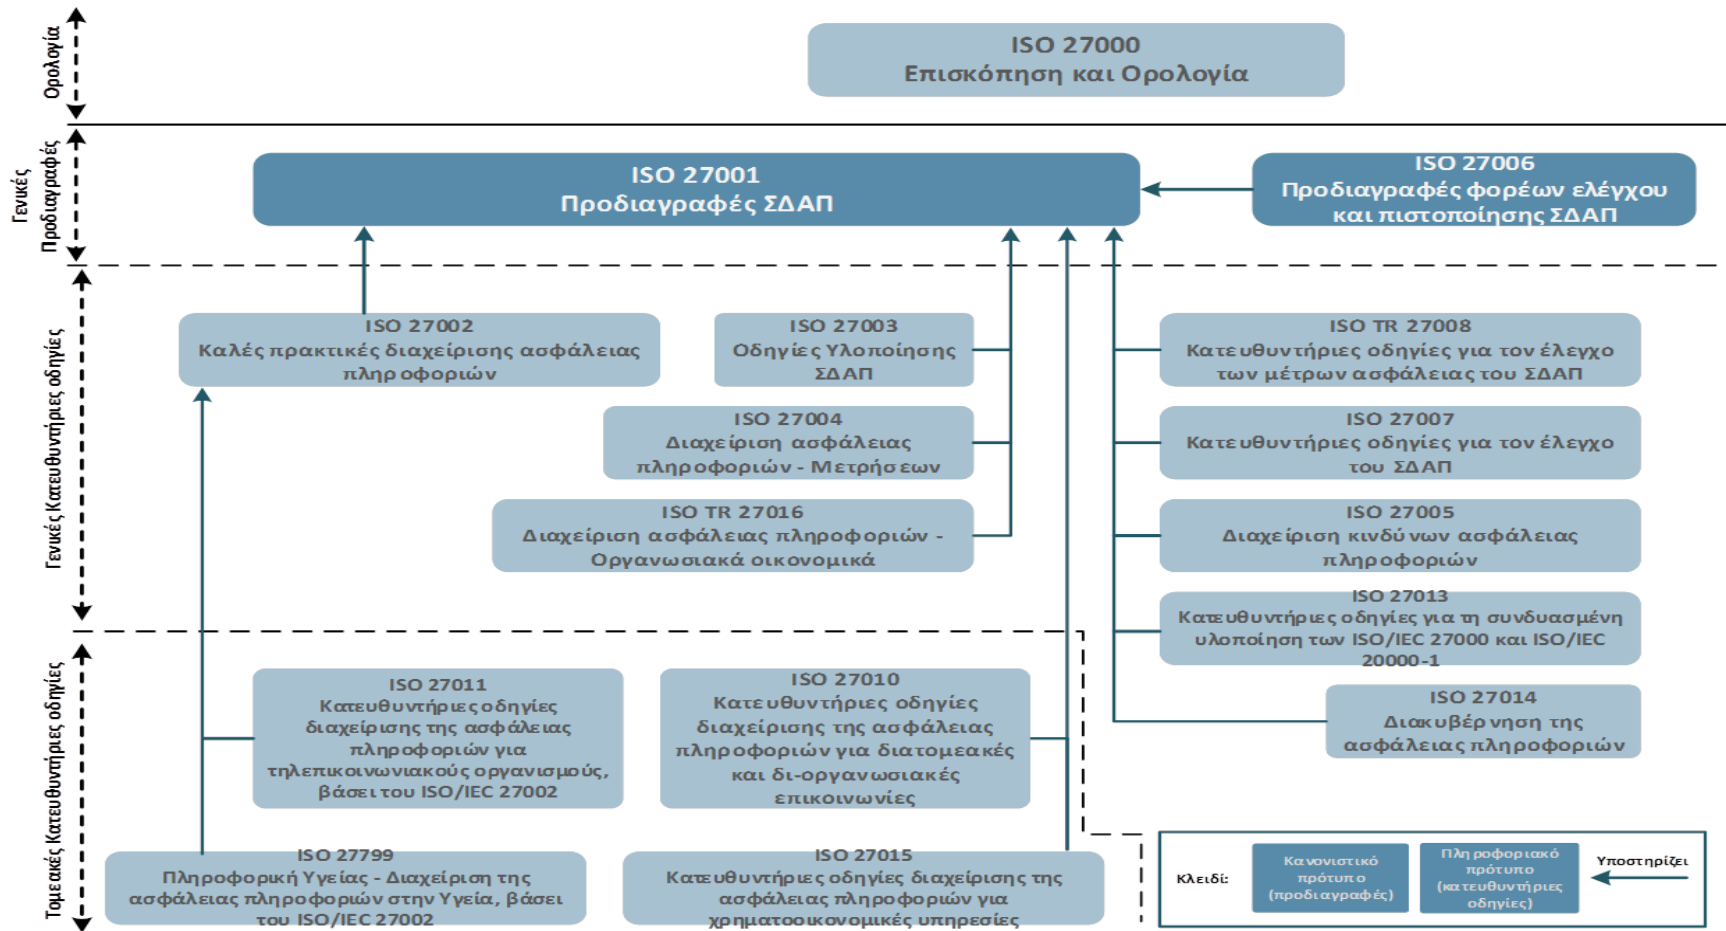 Ορολογία
ISO 27000
Επισκόπηση και Ορολογία
Γενικές
Προδιαγραφές
ISO 27001
Προδιαγραφές ΣΔΑΠ
ISO 27006
Προδιαγραφές φορέων ελέγχου
και πιστοποίησης ΣΔΑΠ
Γενικές Κατευθυντήριες οδηγίες
ISO 27002
Καλές πρακτικές διαχείρισης ασφάλειας
πληροφοριών
ISO 27003
Οδηγίες Υλοποίησης
ΣΔΑΠ
ISO 27004
Διαχείριση ασφάλειας
πληροφοριών - Μετρήσεων
ISO TR 27016
Διαχείριση ασφάλειας πληροφοριών -
Οργανωσιακά οικονομικά
ISO TR 27008
Κατευθυντήριες οδηγίες για τον έλεγχο
των μέτρων ασφάλειας του ΣΔΑΠ
ISO 27007
Κατευθυντήριες οδηγίες για τον έλεγχο
του ΣΔΑΠ
ISO 27005
Διαχείριση κινδύνων ασφάλειας
πληροφοριών
ISO 27013
Κατευθυντήριες οδηγίες για τη συνδυασμένη
υλοποίηση των ISO/IEC 27000 και ISO/IEC
20000-1
ISO 27014
Διακυβέρνηση της
ασφάλειας πληροφοριών
Τομεακές Κατευθυντήριες οδηγίες
ISO 27011
Κατευθυντήριες οδηγίες
διαχείρισης της ασφάλειας
πληροφοριών για
τηλεπικοινωνιακούς οργανισμούς,
βάσει του ISO/IEC 27002
ISO 27010
Κατευθυντήριες οδηγίες
διαχείρισης της ασφάλειας
πληροφοριών για διατομεακές
και δι-οργανωσιακές
επικοινωνίες
ISO 27799
Πληροφορική Υγείας - Διαχείριση της
ασφάλειας πληροφοριών στην Υγεία, βάσει
του ISO/IEC 27002
ISO 27015
Κατευθυντήριες οδηγίες διαχείρισης της
ασφάλειας πληροφοριών για
χρηματοοικονομικές υπηρεσίες
Κλειδί:
Κανονιστικό
πρότυπο
(προδιαγραφές)
Πληροφοριακό
πρότυπο
(κατευθυντήριες
οδηγίες)
Υποστηρίζει